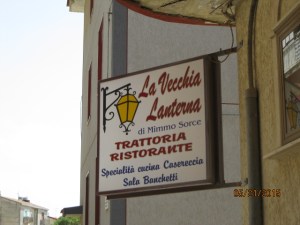 La Vecchia
Lanterna
di Mimmo Sorce
TRATTORIA
RISTORANTE
Specialità cucina Casereccia
Sala Banchetti